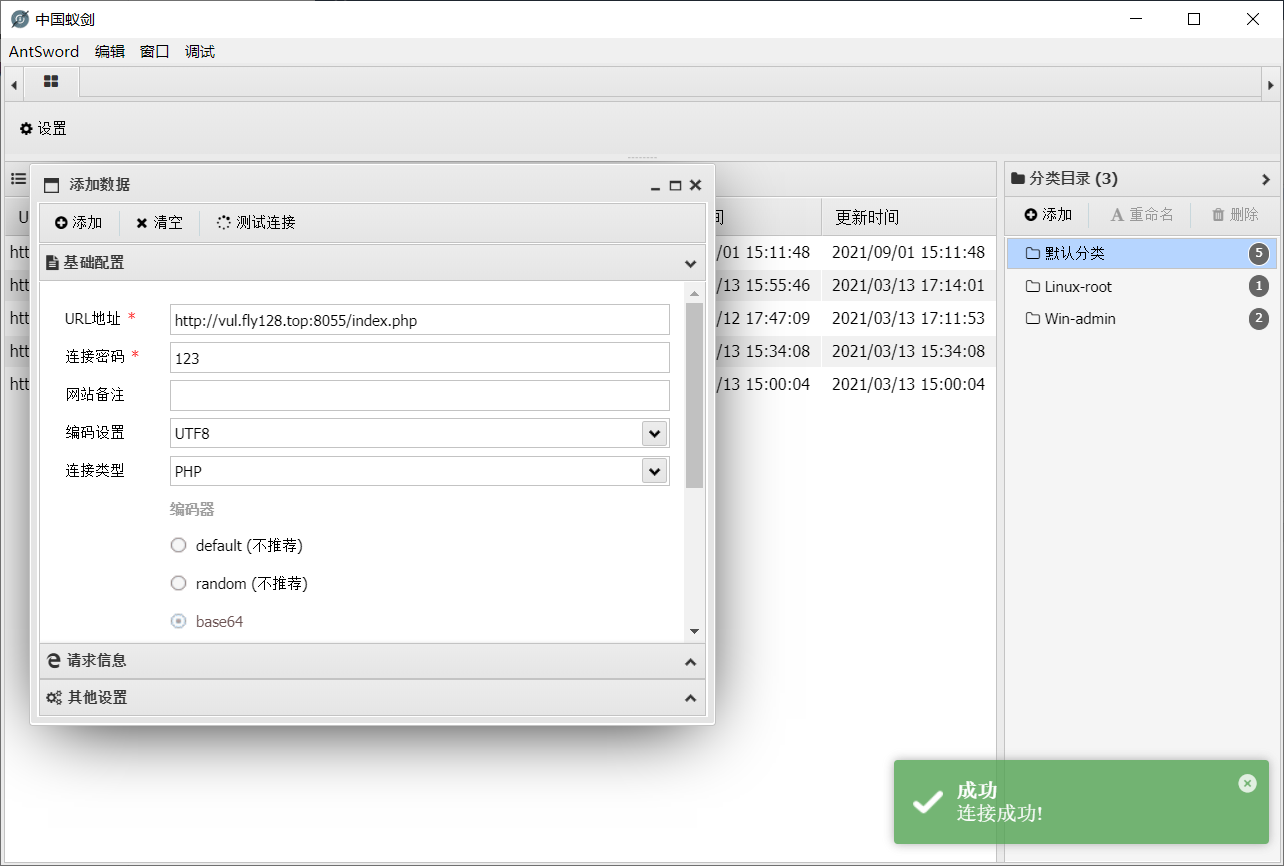 中国蚁剑
AntSword 编辑 窗口 调试
设置
添加数据
添加 清空 测试连接
基础配置
URL地址 * http://vul.fly128.top:8055/index.php
连接密码 * 123
网站备注
编码设置 UTF8
连接类型 PHP
编码器
default (不推荐)
random (不推荐)
base64
请求信息
其他设置
U 间 更新时间
htt /01 15:11:48 2021/09/01 15:11:48
htt /13 15:55:46 2021/03/13 17:14:01
htt /12 17:47:09 2021/03/13 17:11:53
htt /13 15:34:08 2021/03/13 15:34:08
htt /13 15:00:04 2021/03/13 15:00:04
分类目录 (3)
添加 重命名 删除
默认分类 5
Linux-root 1
Win-admin 2
成功
连接成功!